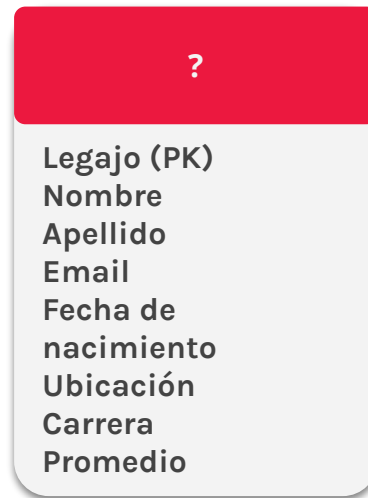 ?
Legajo (PK)
Nombre
Apellido
Email
Fecha de
nacimiento
Ubicación
Carrera
Promedio